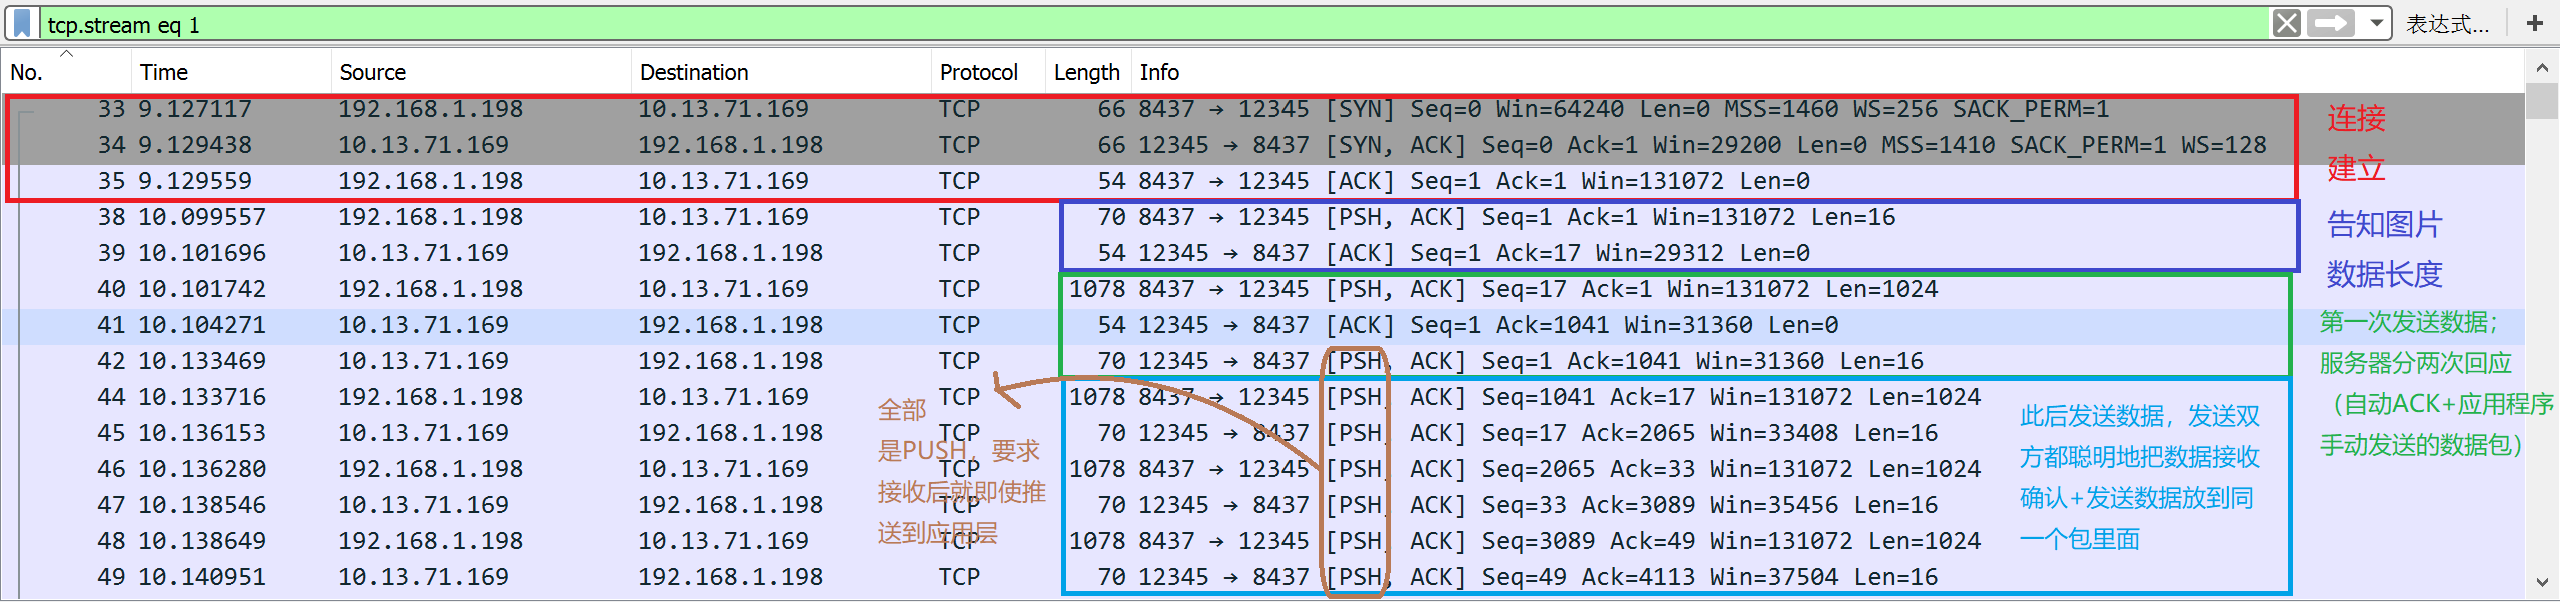 tcp.stream eq 1
表达式…
No. Time Source Destination Protocol Length Info
33 9.127117 192.168.1.198 10.13.71.169 TCP 66 8437 → 12345 [SYN] Seq=0 Win=64240 Len=0 MSS=1460 WS=256 SACK_PERM=1
34 9.129438 10.13.71.169 192.168.1.198 TCP 66 12345 → 8437 [SYN, ACK] Seq=0 Ack=1 Win=29200 Len=0 MSS=1410 SACK_PERM=1 WS=128
35 9.129559 192.168.1.198 10.13.71.169 TCP 54 8437 → 12345 [ACK] Seq=1 Ack=1 Win=131072 Len=0
38 10.099557 192.168.1.198 10.13.71.169 TCP 70 8437 → 12345 [PSH, ACK] Seq=1 Ack=1 Win=131072 Len=16
39 10.101696 10.13.71.169 192.168.1.198 TCP 54 12345 → 8437 [ACK] Seq=1 Ack=17 Win=29312 Len=0
40 10.101742 192.168.1.198 10.13.71.169 TCP 1078 8437 → 12345 [PSH, ACK] Seq=17 Ack=1 Win=131072 Len=1024
41 10.104271 10.13.71.169 192.168.1.198 TCP 54 12345 → 8437 [ACK] Seq=1 Ack=1041 Win=31360 Len=0
42 10.133469 10.13.71.169 192.168.1.198 TCP 70 12345 → 8437 [PSH, ACK] Seq=1 Ack=1041 Win=31360 Len=16
44 10.133716 192.168.1.198 10.13.71.169 TCP 1078 8437 → 12345 [PSH, ACK] Seq=1041 Ack=17 Win=131072 Len=1024
45 10.136153 10.13.71.169 192.168.1.198 TCP 70 12345 → 8437 [PSH, ACK] Seq=17 Ack=2065 Win=33408 Len=16
46 10.136280 192.168.1.198 10.13.71.169 TCP 1078 8437 → 12345 [PSH, ACK] Seq=2065 Ack=33 Win=131072 Len=1024
47 10.138546 10.13.71.169 192.168.1.198 TCP 70 12345 → 8437 [PSH, ACK] Seq=33 Ack=3089 Win=35456 Len=16
48 10.138649 192.168.1.198 10.13.71.169 TCP 1078 8437 → 12345 [PSH, ACK] Seq=3089 Ack=49 Win=131072 Len=1024
49 10.140951 10.13.71.169 192.168.1.198 TCP 70 12345 → 8437 [PSH, ACK] Seq=49 Ack=4113 Win=37504 Len=16
连接
建立
告知图片
数据长度
第一次发送数据；
服务器分两次回应
（自动ACK+应用程序
手动发送的数据包）
此后发送数据，发送双
方都聪明地把数据接收
确认+发送数据放到同
一个包里面
全部
是PUSH，要求
接收后就即使推
送到应用层